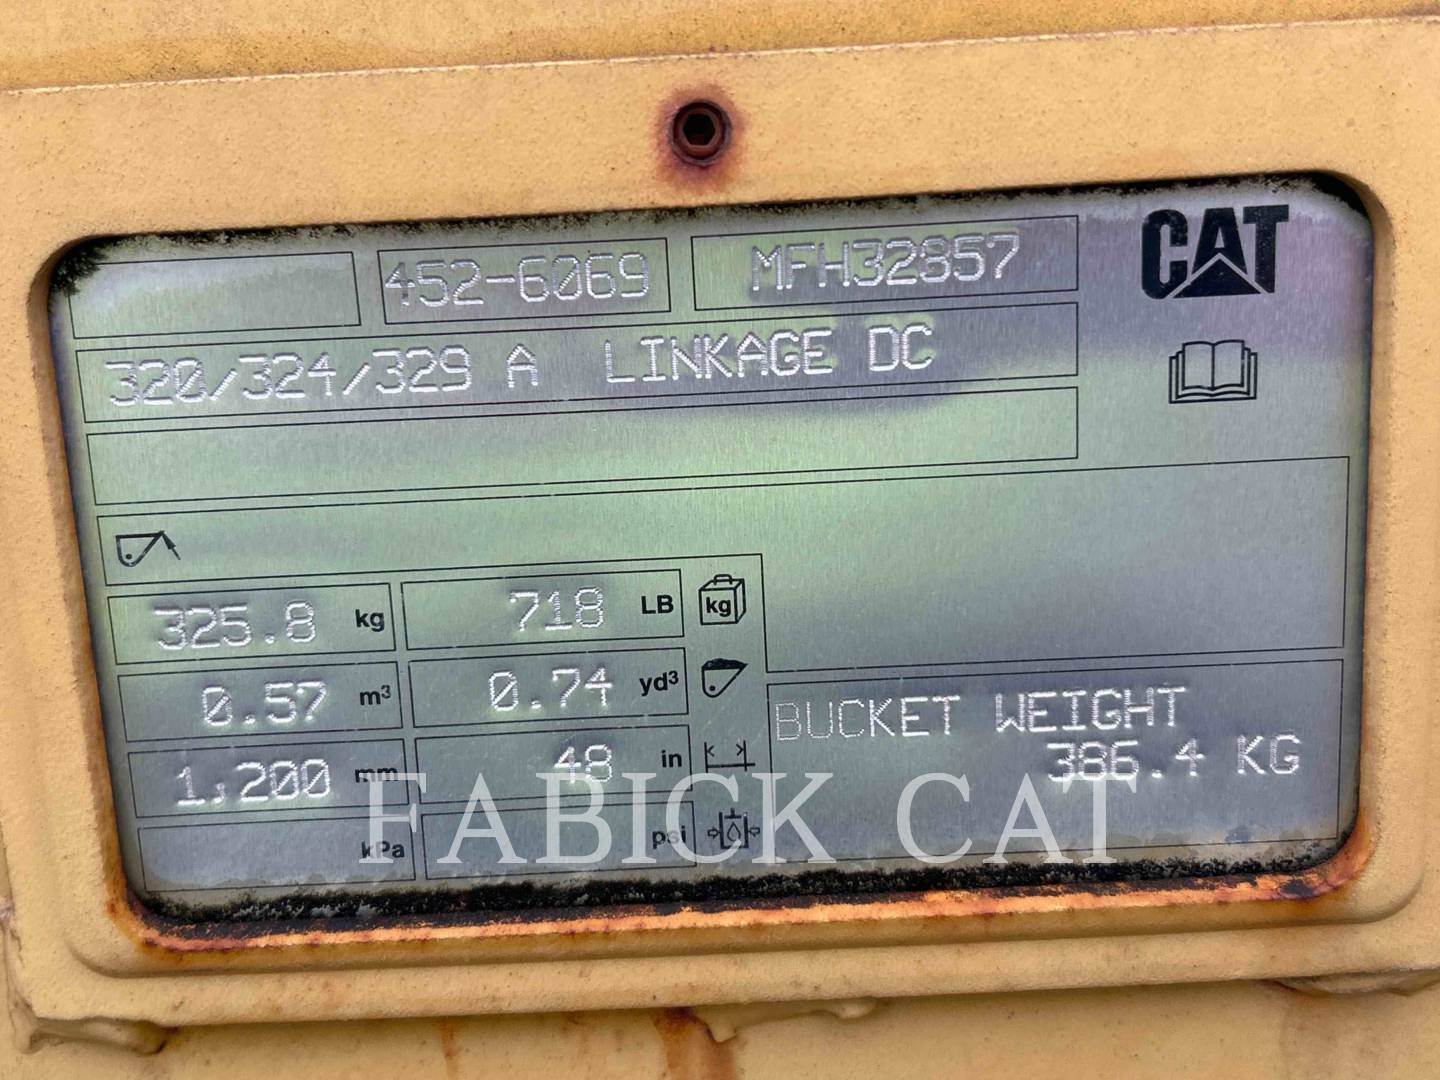 452-6069 MFH32857 CAT
320/324/329 A LINKAGE DC
325.8 kg 718 LB kg
0.57 m³ 0.74 yd³
BUCKET WEIGHT
386.4 KG
1,200 mm 48 in
kPa psi
FABICK CAT